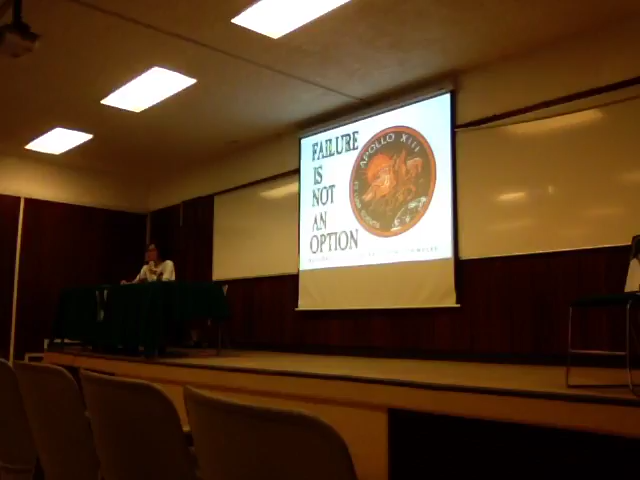 FAILURE
IS
NOT
AN
OPTION
APOLLO XIII